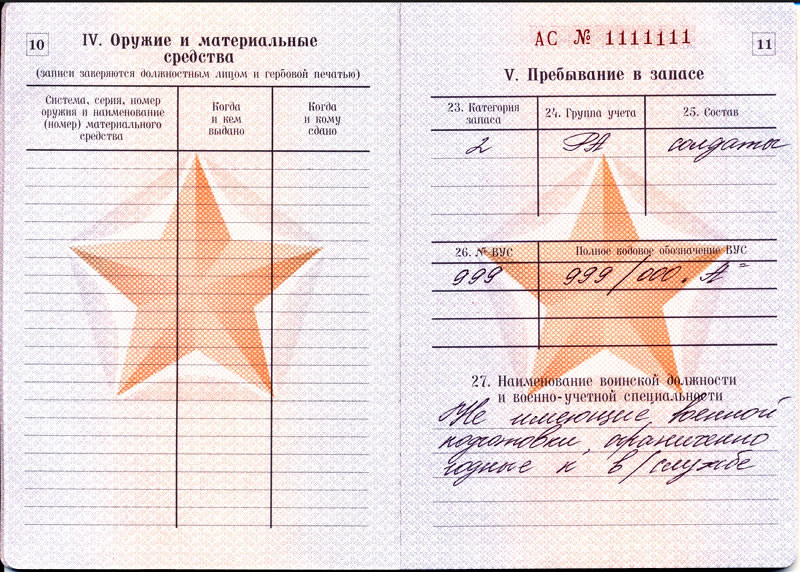 10
IV. Оружие и материальные
средства
(записи заверяются должностным лицом и гербовой печатью)
Система, серия, номер
оружия и наименование
(номер) материального
средства
Когда
и кем
выдано
Когда
и кому
сдано
АС № 1111111
11
V. Пребывание в запасе
23. Категория
запаса
24. Группа учета
25. Состав
2
РА
солдаты
26. № ВУС
Полное кодовое обозначение ВУС
999
999/000 "А"
27. Наименование воинской должности
и военно-учетной специальности
Не имеющие военной
подготовки, ограниченно
годные к в/службе